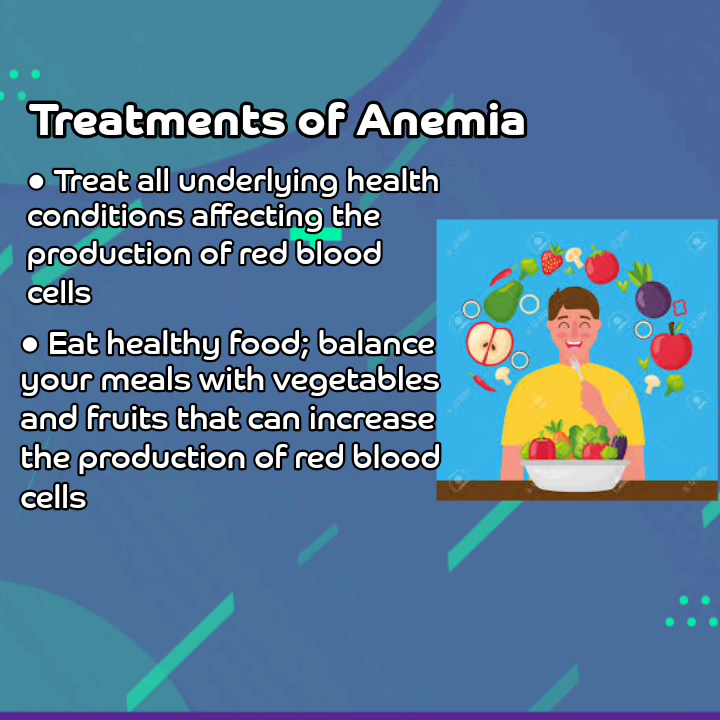 Treatments of Anemia
● Treat all underlying health
conditions affecting the
production of red blood
cells
● Eat healthy food; balance
your meals with vegetables
and fruits that can increase
the production of red blood
cells